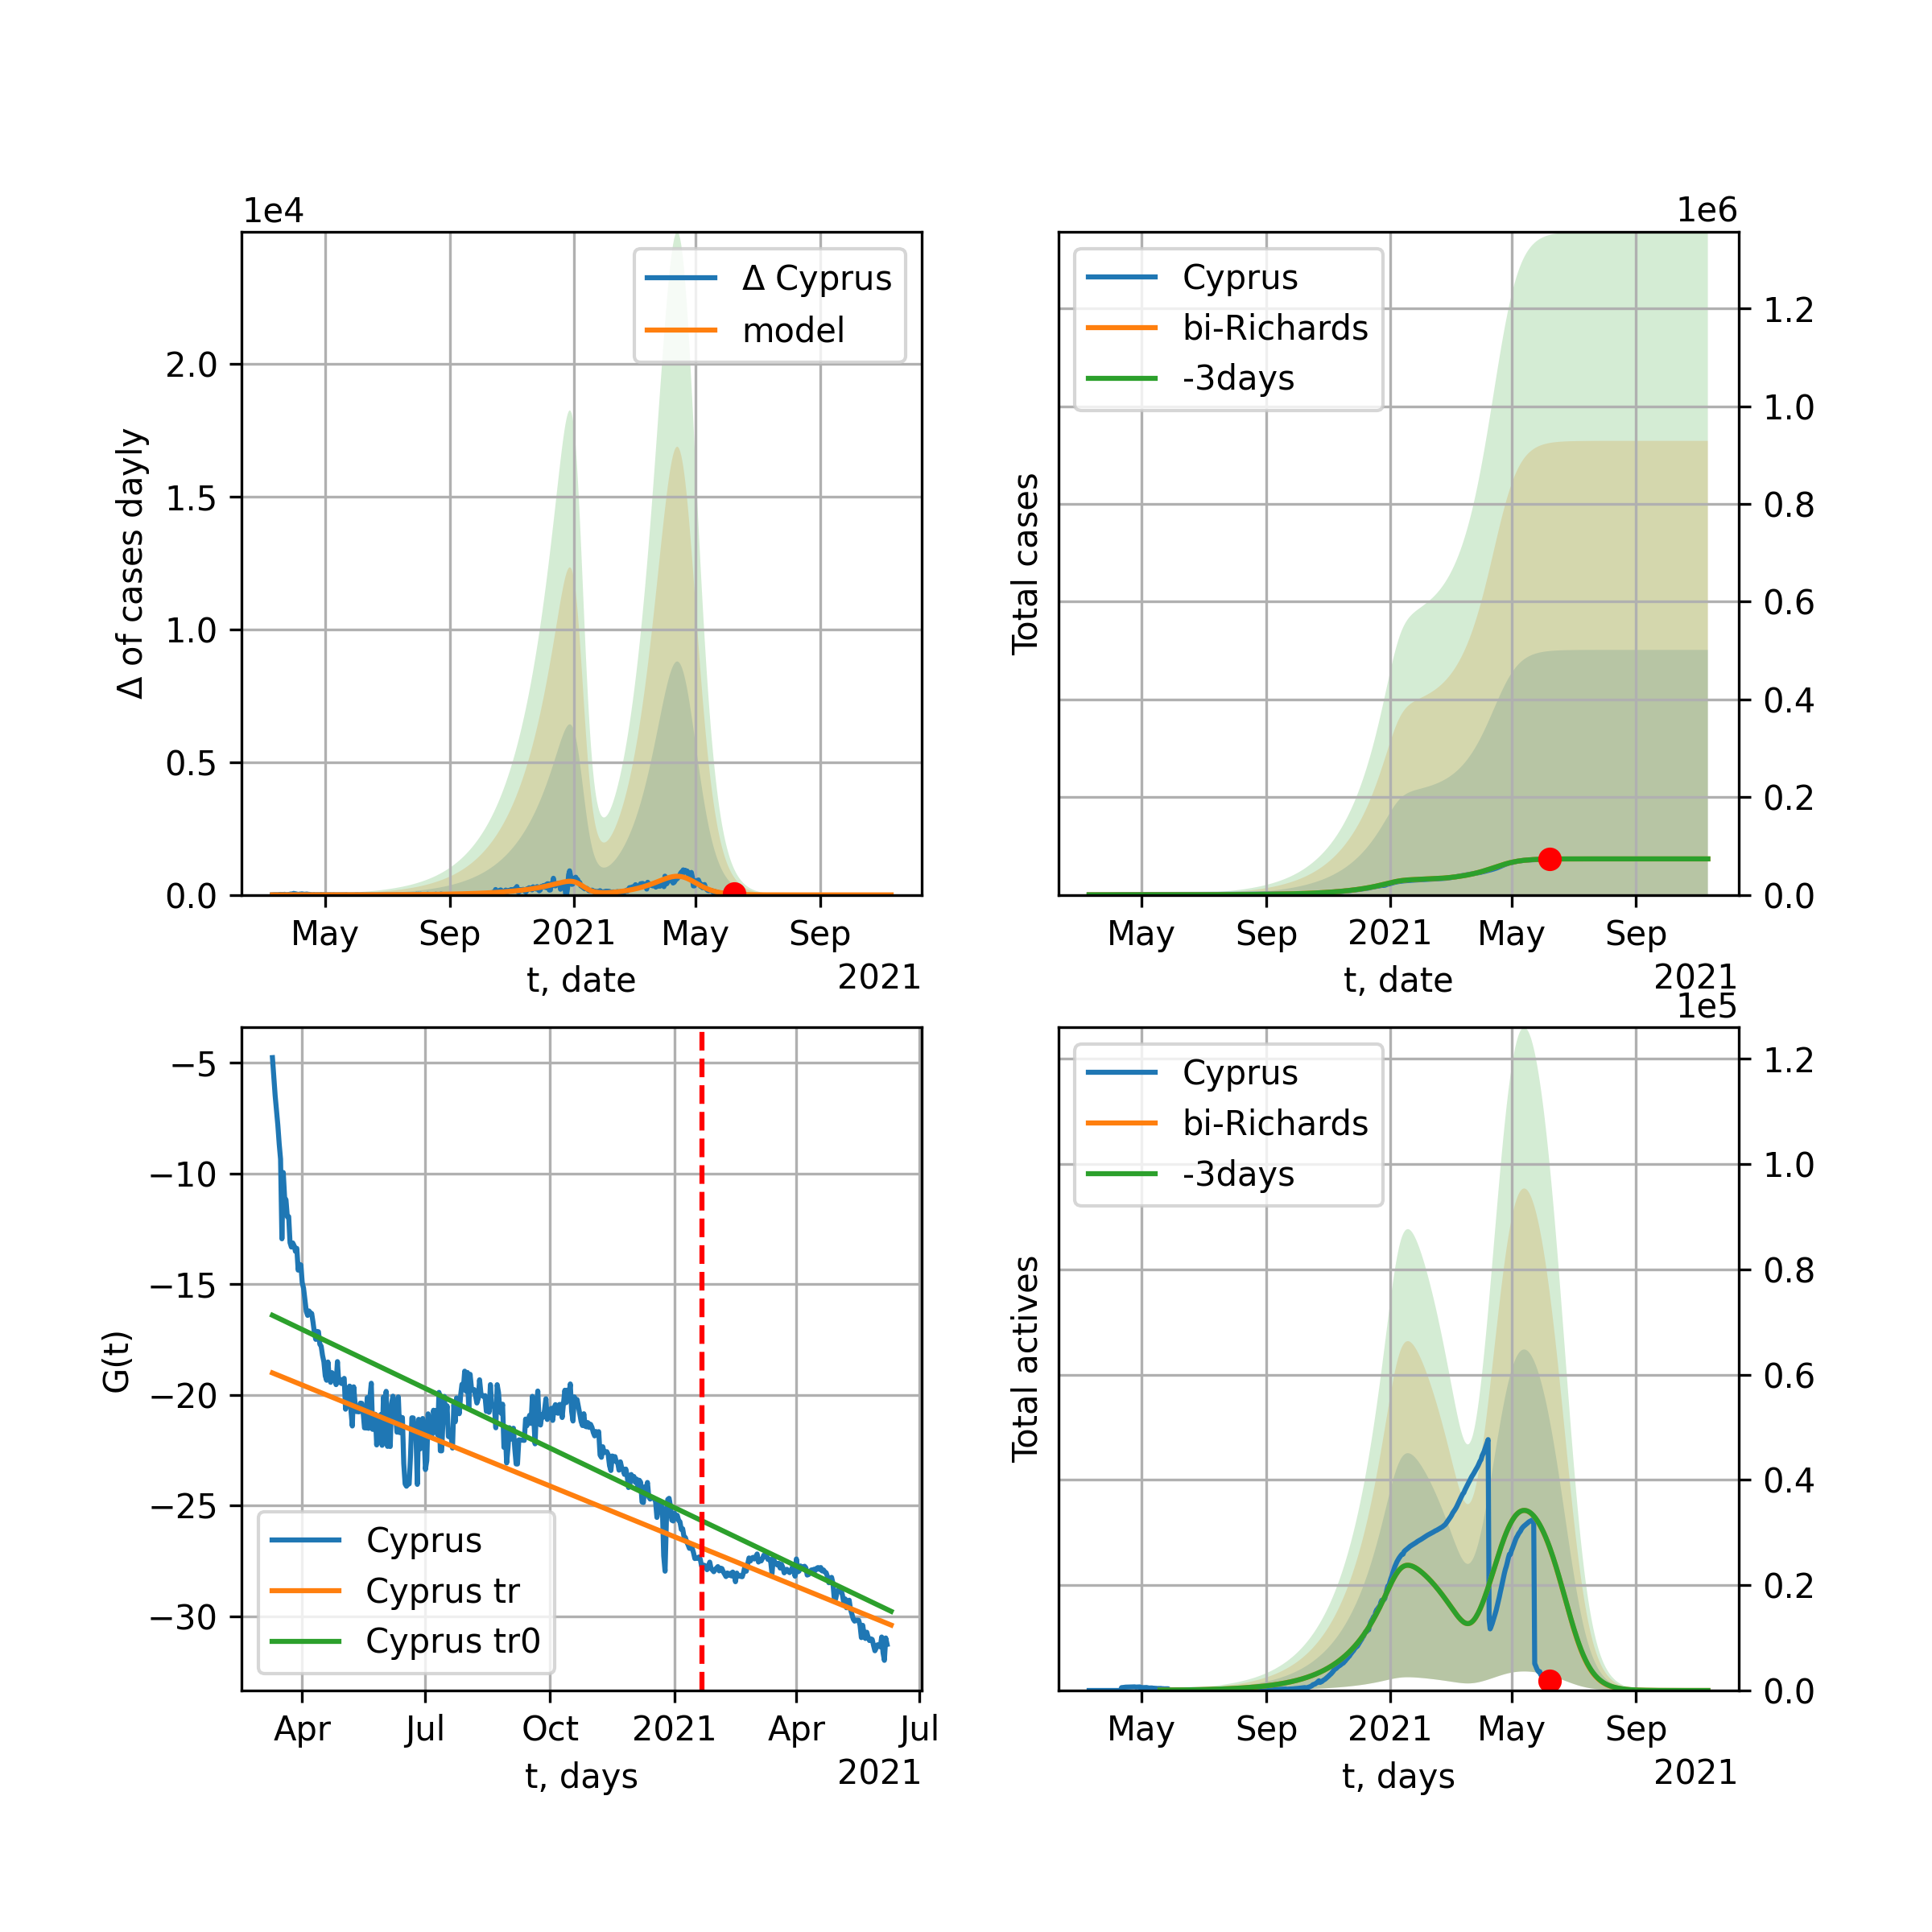 1e4
Δ Cyprus
model
2.0
1.5
1.0
0.5
0.0
Δ of cases dayly
May Sep 2021 May Sep
t, date
2021
1e6
Cyprus
bi-Richards
-3days
1.2
1.0
0.8
0.6
0.4
0.2
0.0
Total cases
May Sep 2021 May Sep
t, date
2021
−5
−10
−15
−20
−25
−30
G(t)
Cyprus
Cyprus tr
Cyprus tr0
Apr Jul Oct 2021 Apr Jul
t, days
2021
1e5
Cyprus
bi-Richards
-3days
1.2
1.0
0.8
0.6
0.4
0.2
0.0
Total actives
May Sep 2021 May Sep
t, days
2021